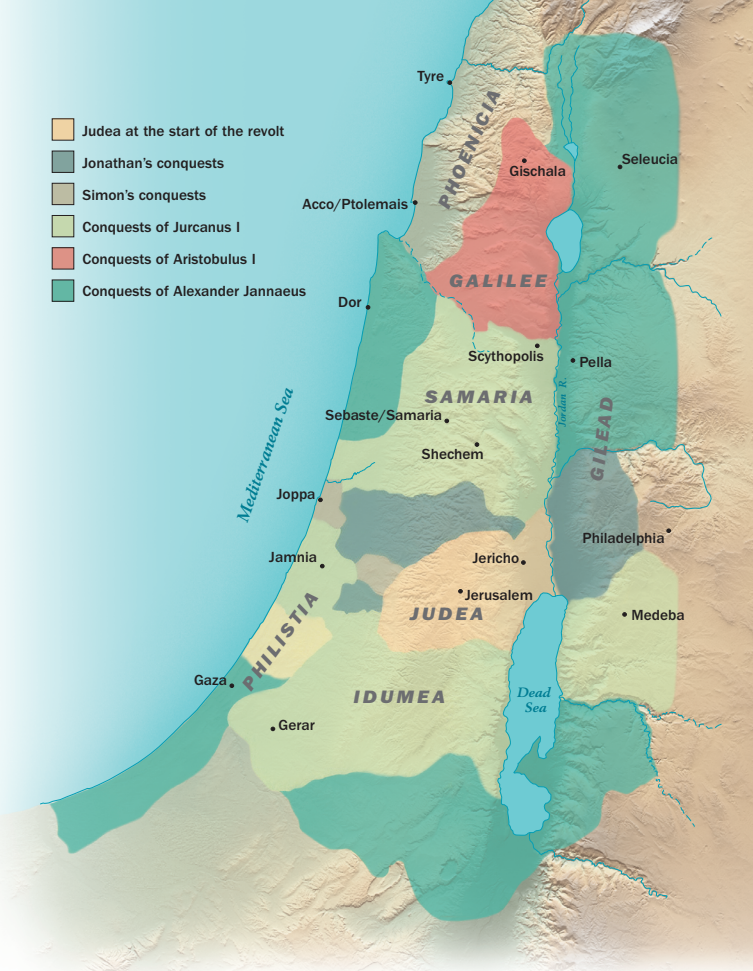 Judea at the start of the revolt
Jonathan's conquests
Simon's conquests
Conquests of Jurcanus I
Conquests of Aristobulus I
Conquests of Alexander Jannaeus
Tyre
PHOENICIA
Gischala
Seleucia
Acco/Ptolemais
GALILEE
Dor
Scythopolis
Pella
SAMARIA
Jordan R.
Sebaste/Samaria
GILEAD
Shechem
Mediterranean Sea
Joppa
Philadelphia
Jamnia
Jericho
Jerusalem
JUDEA
Medeba
PHILISTIA
Gaza
IDUMEA
Dead
Sea
Gerar